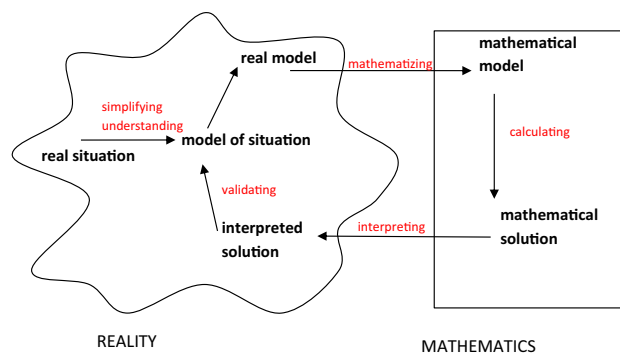 real model
mathematizing
mathematical
model
simplifying
understanding
real situation
model of situation
calculating
validating
interpreted
solution
interpreting
mathematical
solution
REALITY
MATHEMATICS